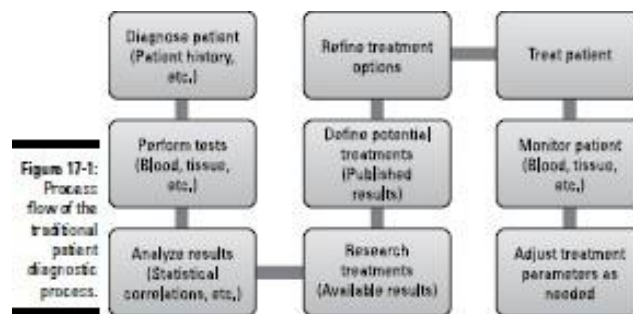 Diagnose patient
(Patient history,
etc.)
Perform tests
(Blood, tissue,
etc.)
Analyze results
(Statistical
correlations, etc.)
Research
treatments
(Available results)
Define potential
treatments
(Published
results)
Refine treatment
options
Treat patient
Monitor patient
(Blood, tissue,
etc.)
Adjust treatment
parameters as
needed
Figure 17-1:
Process
flow of the
traditional
patient
diagnostic
process.